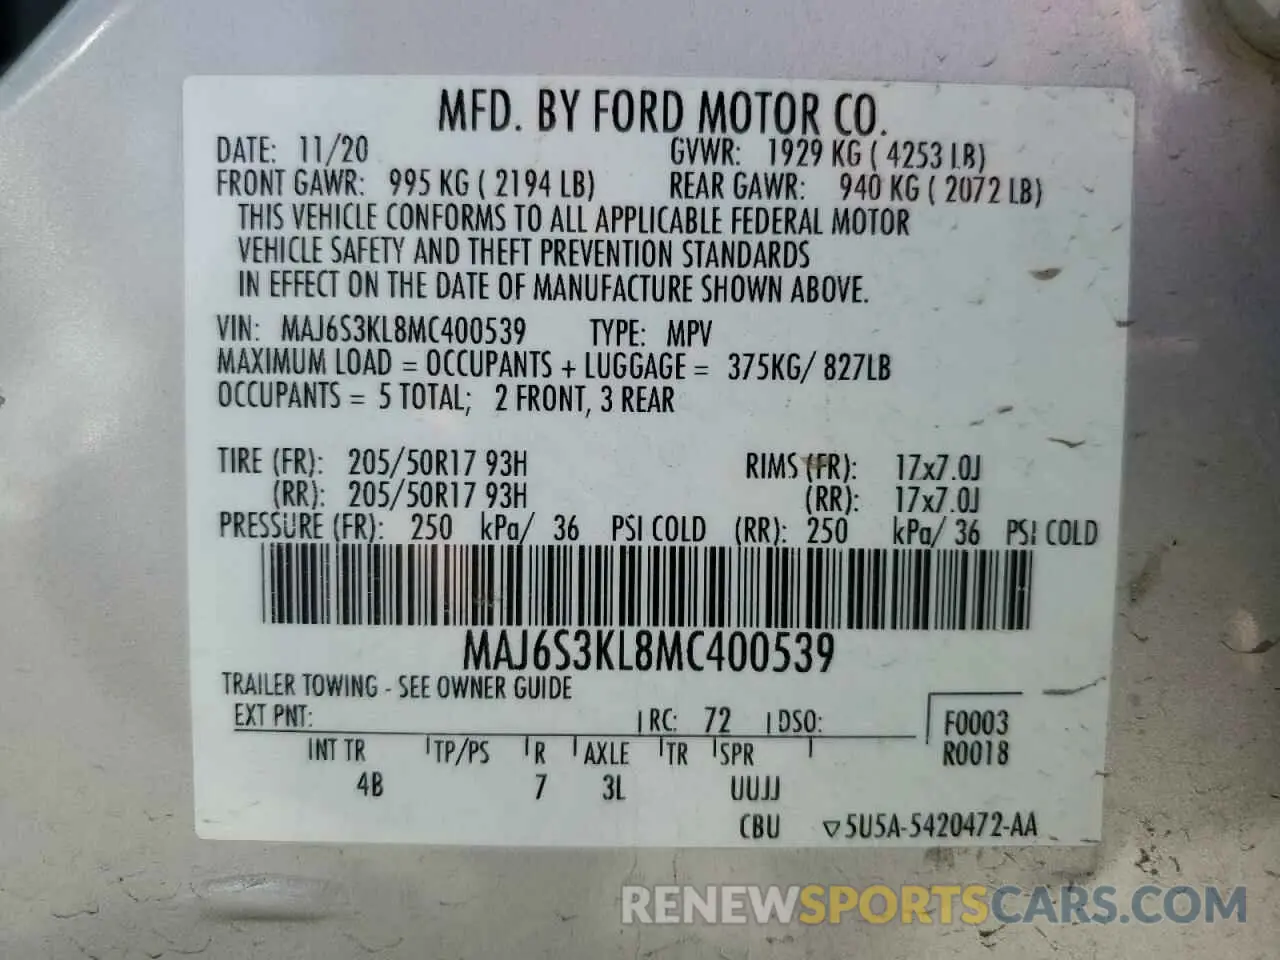 MFD. BY FORD MOTOR CO.
DATE: 11/20 GVWR: 1929 KG ( 4253 LB)
FRONT GAWR: 995 KG ( 2194 LB) REAR GAWR: 940 KG ( 2072 LB)
THIS VEHICLE CONFORMS TO ALL APPLICABLE FEDERAL MOTOR
VEHICLE SAFETY AND THEFT PREVENTION STANDARDS
IN EFFECT ON THE DATE OF MANUFACTURE SHOWN ABOVE.
VIN: MAJ6S3KL8MC400539 TYPE: MPV
MAXIMUM LOAD = OCCUPANTS + LUGGAGE = 375KG/ 827LB
OCCUPANTS = 5 TOTAL; 2 FRONT, 3 REAR
TIRE (FR): 205/50R17 93H RIMS (FR): 17x7.0J
(RR): 205/50R17 93H (RR): 17x7.0J
PRESSURE (FR): 250 kPa/ 36 PSI COLD (RR): 250 kPa/ 36 PSI COLD
MAJ6S3KL8MC400539
TRAILER TOWING - SEE OWNER GUIDE
EXT PNT: RC: 72 DSO: F0003
INT TR TP/PS R AXLE TR SPR R0018
4B 7 3L UUJJ
CBU ▽5U5A-5420472-AA
RENEWSPORTSCARS.COM